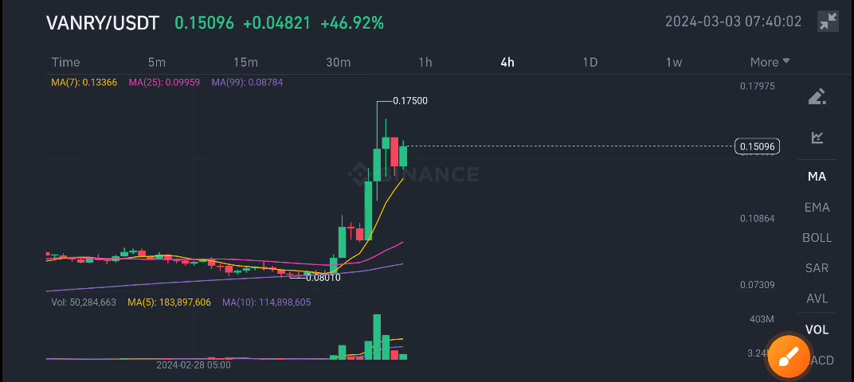 VANRY/USDT 0.15096 +0.04821 +46.92% 2024-03-03 07:40:02
Time 5m 15m 30m 1h 4h 1D 1w More
MA(7): 0.13366 MA(25): 0.09959 MA(99): 0.08784
0.17975
0.17500
0.15096
MA
BINANCE
EMA
0.10864
BOLL
SAR
0.08010
0.07309
AVL
Vol: 50,284,663 MA(5): 183,897,606 MA(10): 114,898,605
403M
VOL
3.24
2024-02-28 05:00